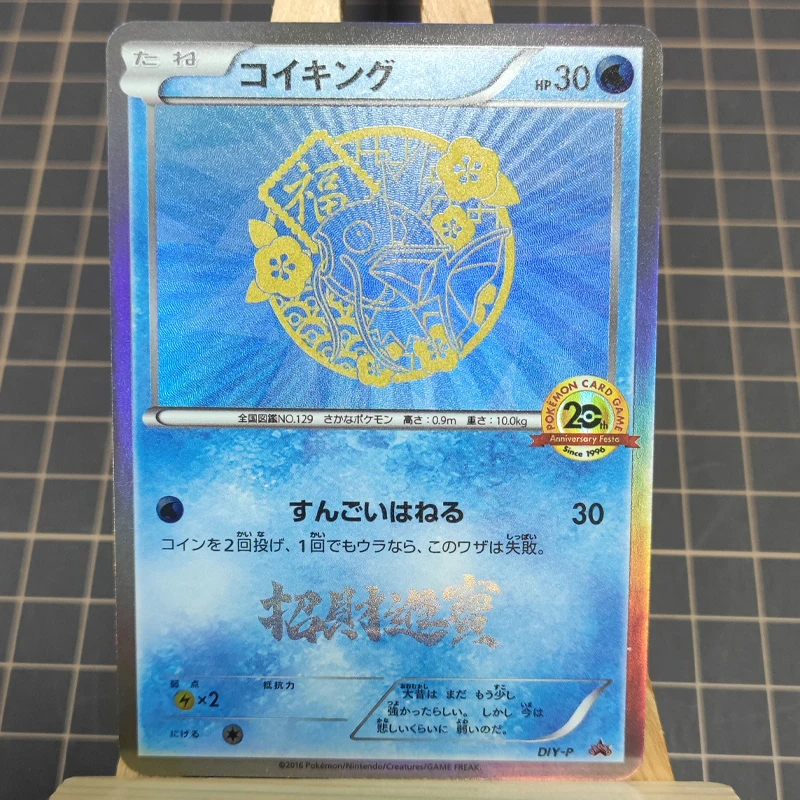 たね
コイキング
HP30
福
全国図鑑NO.129 さかなポケモン 高さ:0.9m 重さ:10.0kg
POKÉMON CARD GAME
20th
Anniversary Festa
Since 1996
すんごいはねる 30
コインを2回投げ、1回でもウラなら、このワザは失敗。
招財進寳
弱点 抵抗力
×2
にげる
大昔は まだ もう少し
強かったらしい。 しかし 今は
悲しいくらいに 弱いのだ。
DIY-P
©2016 Pokémon/Nintendo/Creatures/GAME FREAK.